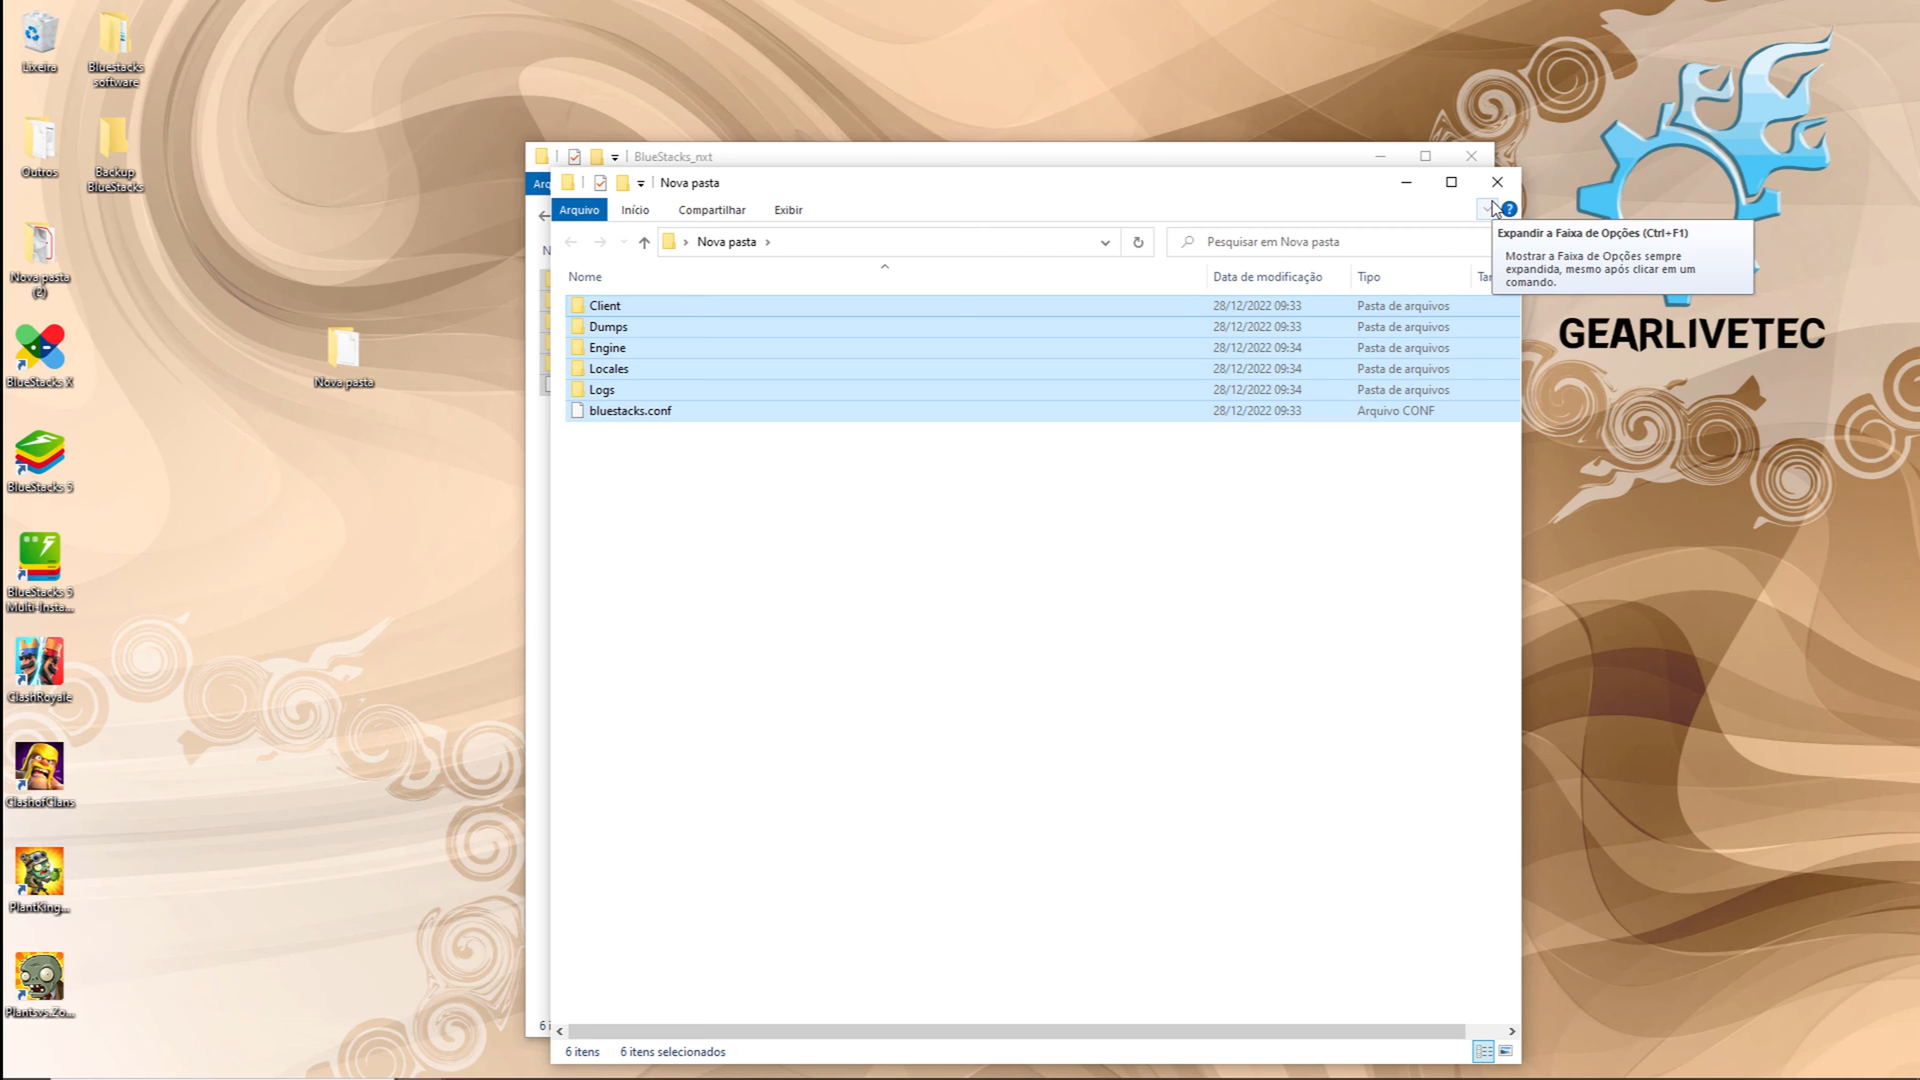 Lixeira
Bluestacks
software
Outros
Backup
BlueStacks
Nova pasta
(2)
BlueStacks X
BlueStacks 5
BlueStacks 5
Multi-Insta...
ClashRoyale
ClashofClans
PlantKing...
Plantsvs.Zo...
Nova pasta
BlueStacks_nxt
Arq
N
6 i
Nova pasta
Arquivo
Início
Compartilhar
Exibir
Nova pasta
Pesquisar em Nova pasta
Nome
Data de modificação
Tipo
Tar
Client 28/12/2022 09:33 Pasta de arquivos
Dumps 28/12/2022 09:33 Pasta de arquivos
Engine 28/12/2022 09:34 Pasta de arquivos
Locales 28/12/2022 09:34 Pasta de arquivos
Logs 28/12/2022 09:34 Pasta de arquivos
bluestacks.conf 28/12/2022 09:33 Arquivo CONF
6 itens
6 itens selecionados
Expandir a Faixa de Opções (Ctrl+F1)
Mostrar a Faixa de Opções sempre
expandida, mesmo após clicar em um
comando.
GEARLIVETEC